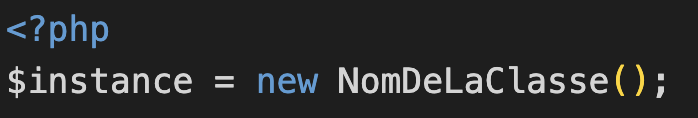 <?php
$instance = new NomDeLaClasse();